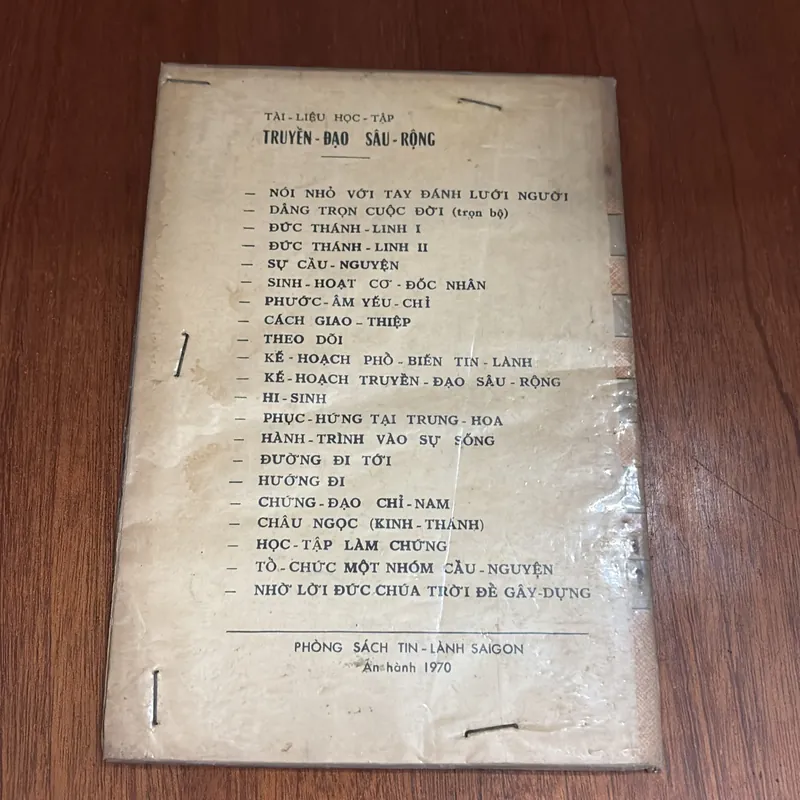 TÀI-LIỆU HỌC-TẬP
TRUYỀN-ĐẠO SÂU-RỘNG
— NÓI NHỎ VỚI TAY ĐÁNH LƯỚI NGƯỜI
— DÂNG TRỌN CUỘC ĐỜI (trọn bộ)
— ĐỨC THÁNH-LINH I
— ĐỨC THÁNH-LINH II
— SỰ CẦU-NGUYỆN
— SINH-HOẠT CƠ-ĐỐC NHÂN
— PHƯỚC-ÂM YẾU-CHỈ
— CÁCH GIAO-THIỆP
— THEO DÕI
— KẾ-HOẠCH PHỔ-BIẾN TIN-LÀNH
— KẾ-HOẠCH TRUYỀN-ĐẠO SÂU-RỘNG
— HI-SINH
— PHỤC-HƯNG TẠI TRUNG-HOA
— HÀNH-TRÌNH VÀO SỰ SỐNG
— ĐƯỜNG ĐI TỚI
— HƯỚNG ĐI
— CHỨNG-ĐẠO CHỈ-NAM
— CHÂU NGỌC (KINH-THÁNH)
— HỌC-TẬP LÀM CHỨNG
— TỔ-CHỨC MỘT NHÓM CẦU-NGUYỆN
— NHỜ LỜI ĐỨC CHÚA TRỜI ĐỂ GÂY-DỰNG
PHÒNG SÁCH TIN-LÀNH SAIGON
Ấn hành 1970